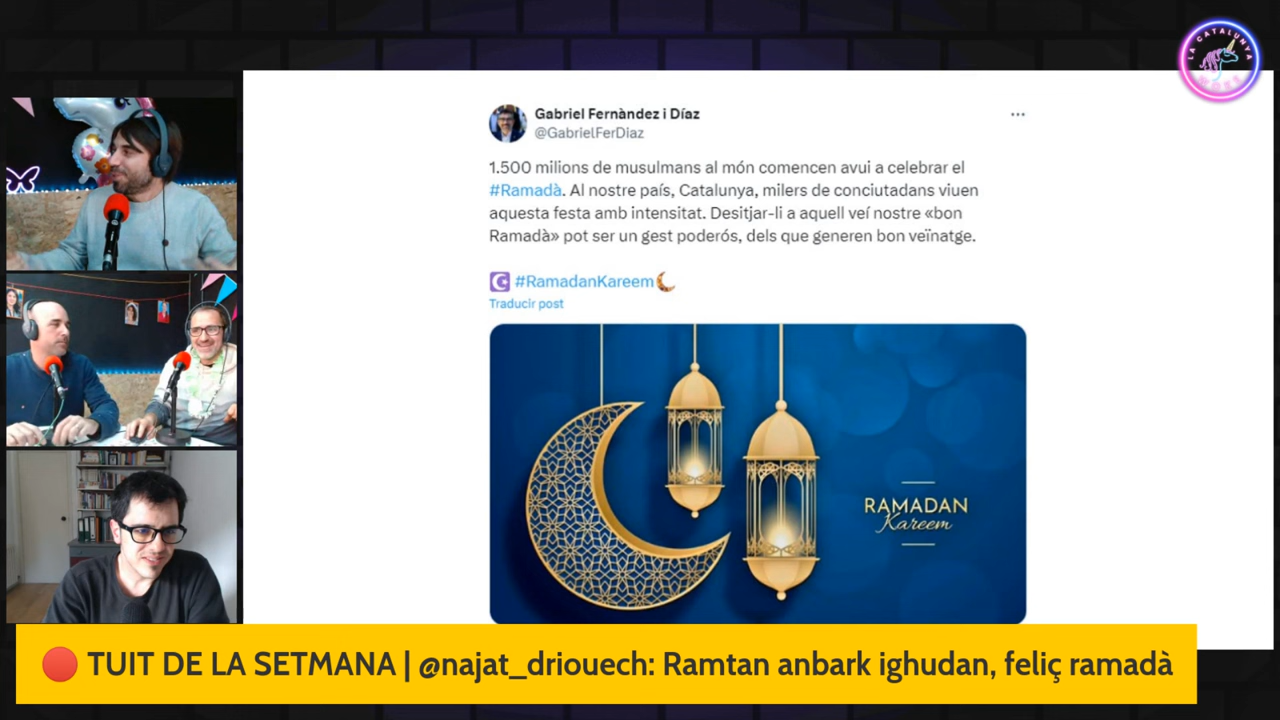 LA CATALUNYA
Gabriel Fernàndez i Díaz
@GabrielFerDiaz
1.500 milions de musulmans al món comencen avui a celebrar el
#Ramadà. Al nostre país, Catalunya, milers de conciutadans viuen
aquesta festa amb intensitat. Desitjar-li a aquell veí nostre «bon
Ramadà» pot ser un gest poderós, dels que generen bon veïnatge.
#RamadanKareem
Traducir post
RAMADAN
Kareem
TUIT DE LA SETMANA | @najat_driouech: Ramtan anbark ighudan, feliç ramadà